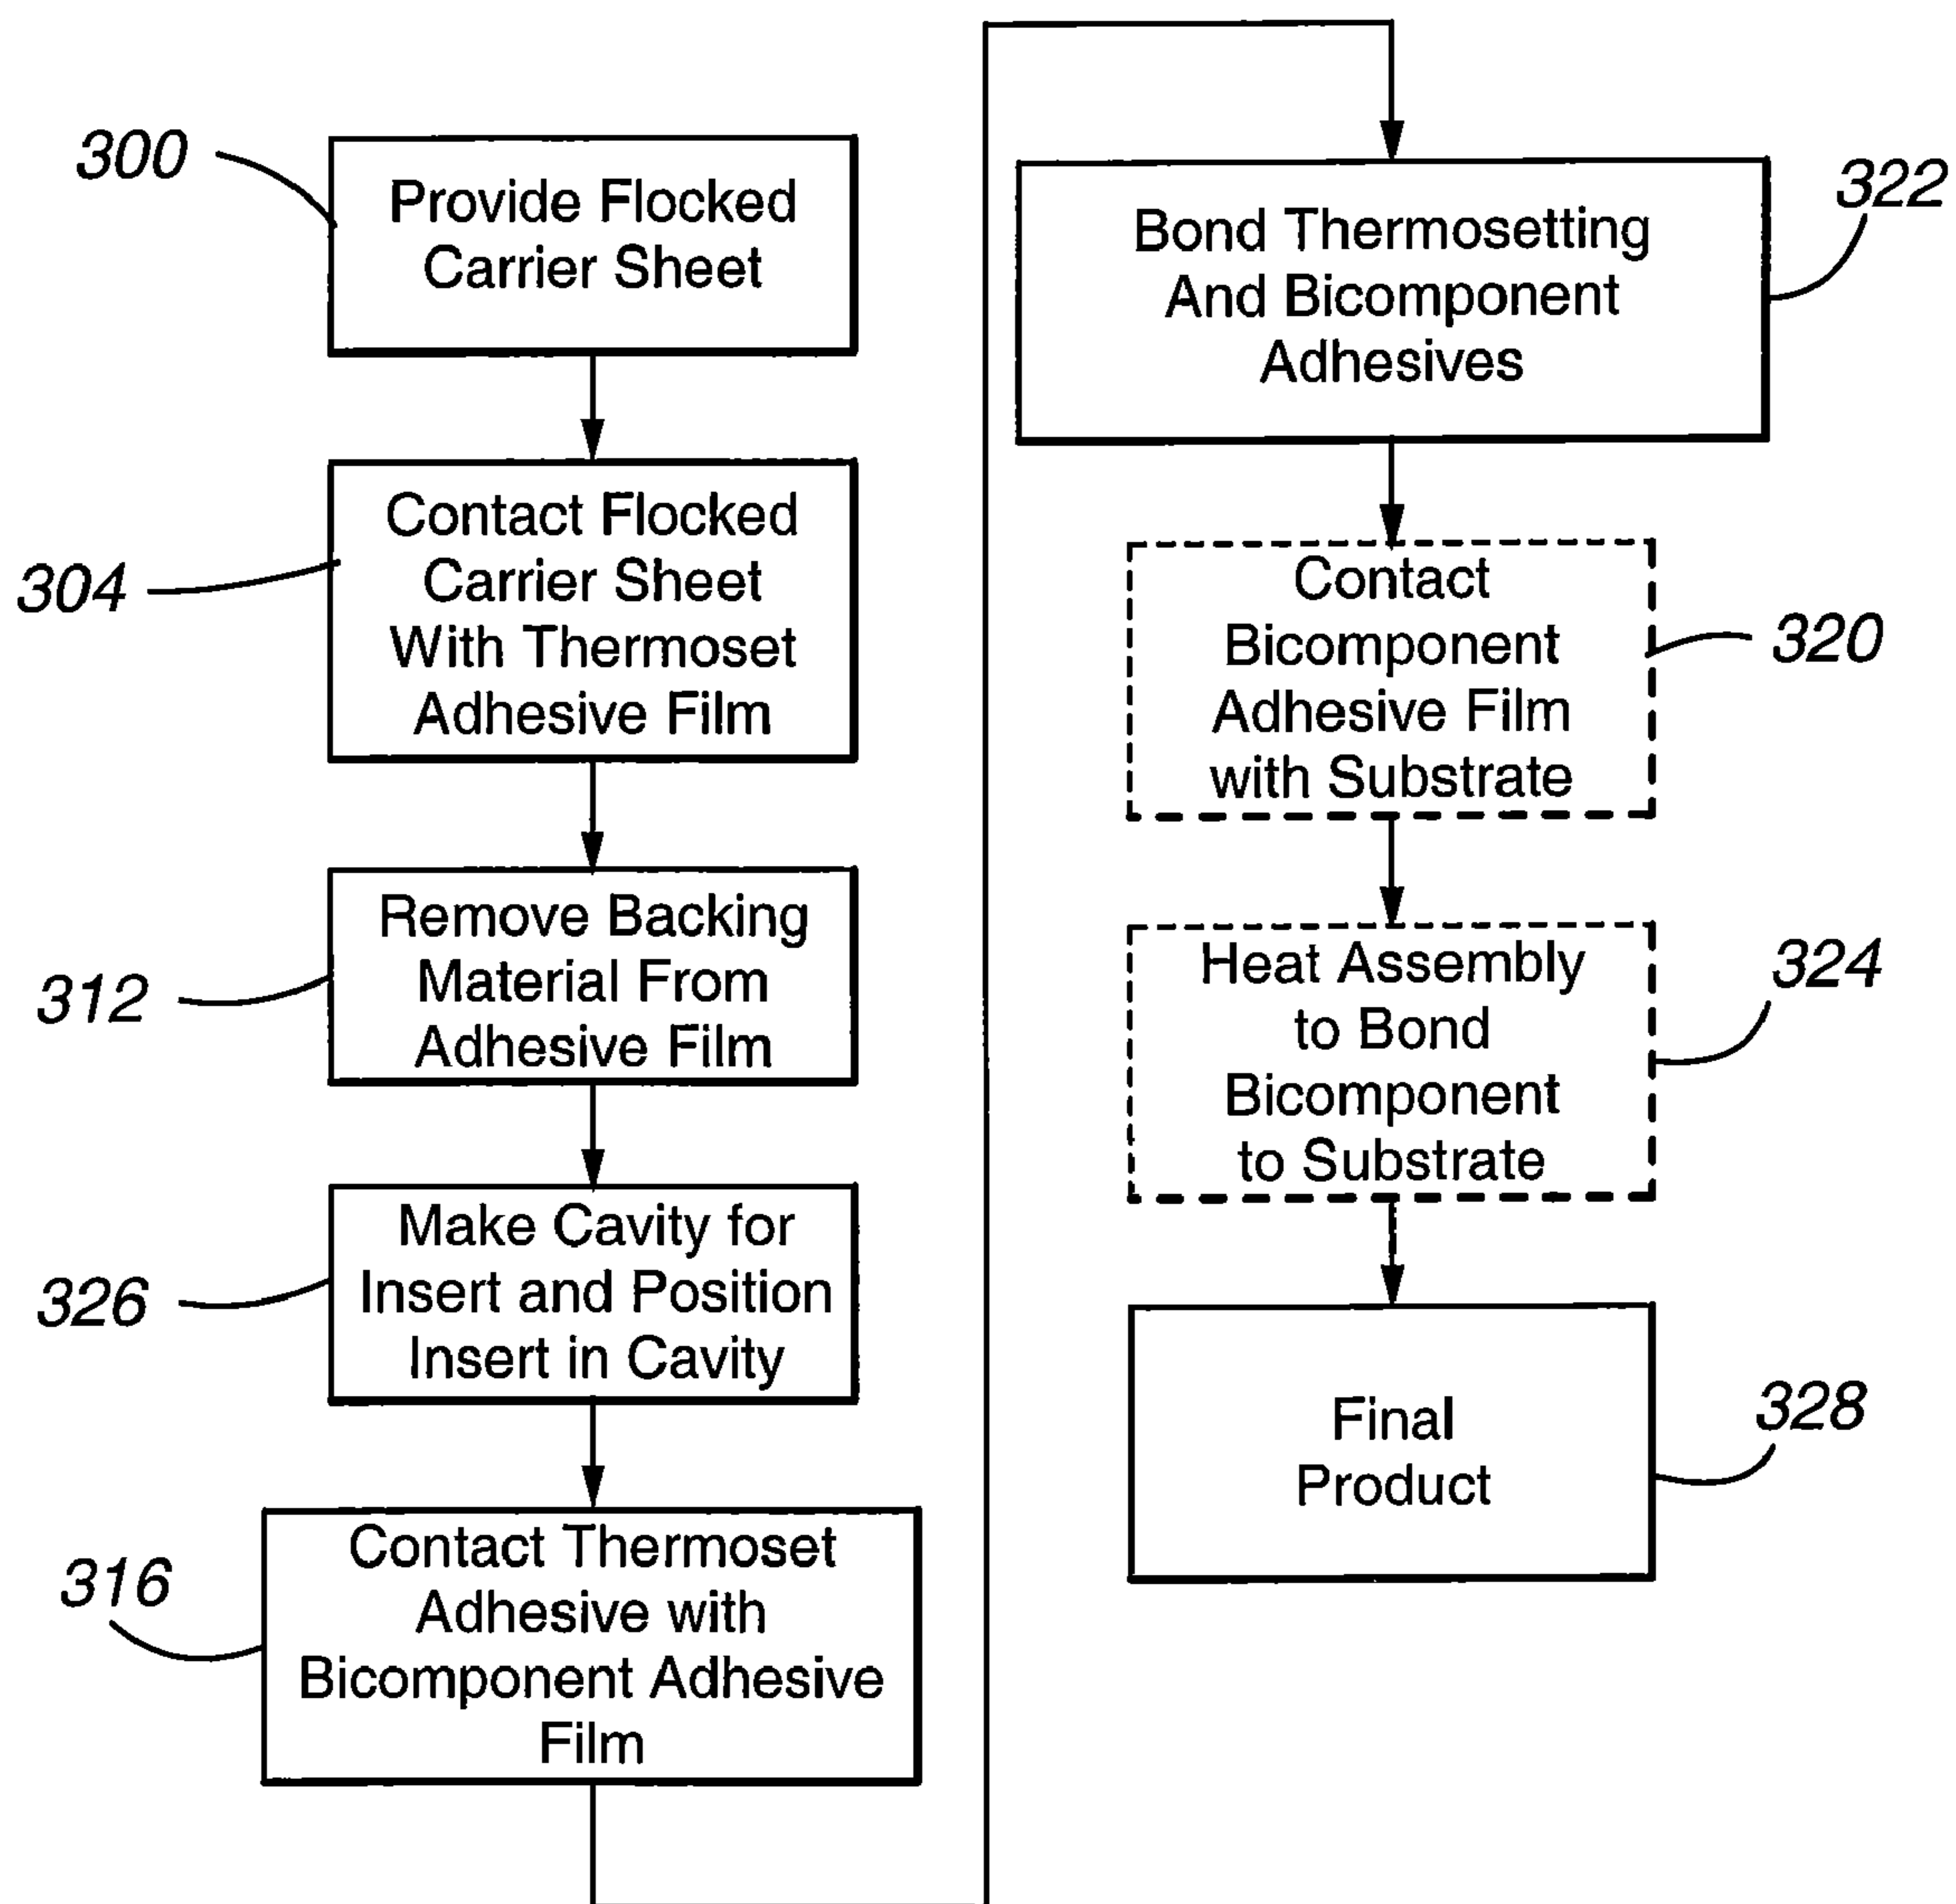 300
Provide Flocked
Carrier Sheet
304
Contact Flocked
Carrier Sheet
With Thermoset
Adhesive Film
312
Remove Backing
Material From
Adhesive Film
326
Make Cavity for
Insert and Position
Insert in Cavity
316
Contact Thermoset
Adhesive with
Bicomponent Adhesive
Film
322
Bond Thermosetting
And Bicomponent
Adhesives
320
Contact
Bicomponent
Adhesive Film
with Substrate
324
Heat Assembly
to Bond
Bicomponent
to Substrate
328
Final
Product